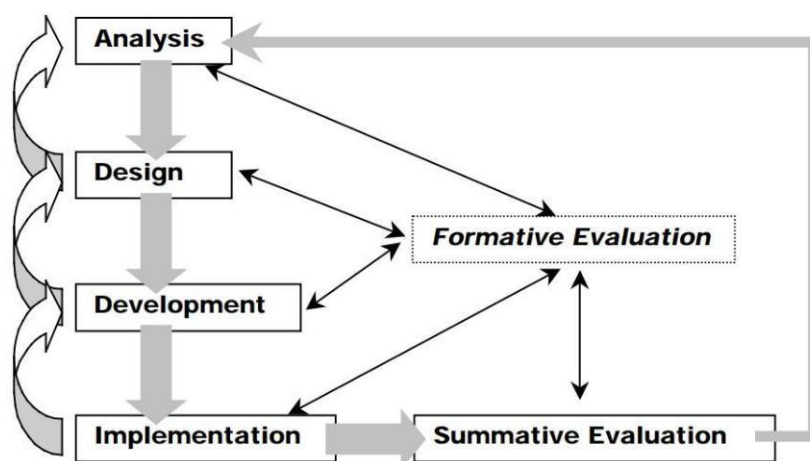 Analysis
Design
Formative Evaluation
Development
Implementation
Summative Evaluation